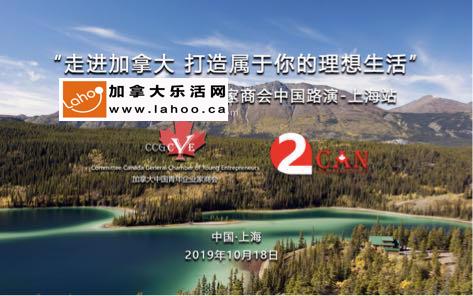 “走进加拿大 打造属于你的理想生活”
家商会中国路演-上海站
Lahoo
加拿大乐活网
www.lahoo.ca
CCG
CYE
2CAN
Committee Canada General Chamber of Young Entrepreneurs
加拿大中国青年企业家商会
中国·上海
2019年10月18日